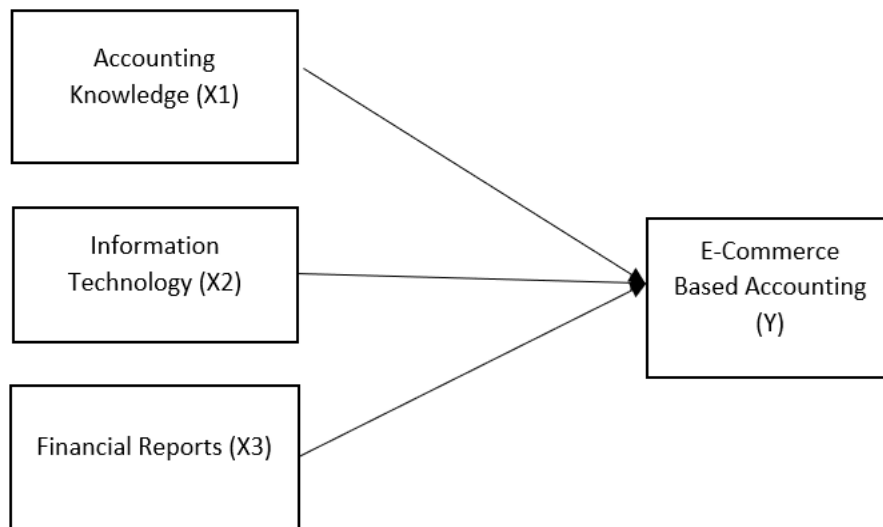 Accounting
Knowledge (X1)
Information
Technology (X2)
Financial Reports (X3)
E-Commerce
Based Accounting
(Y)